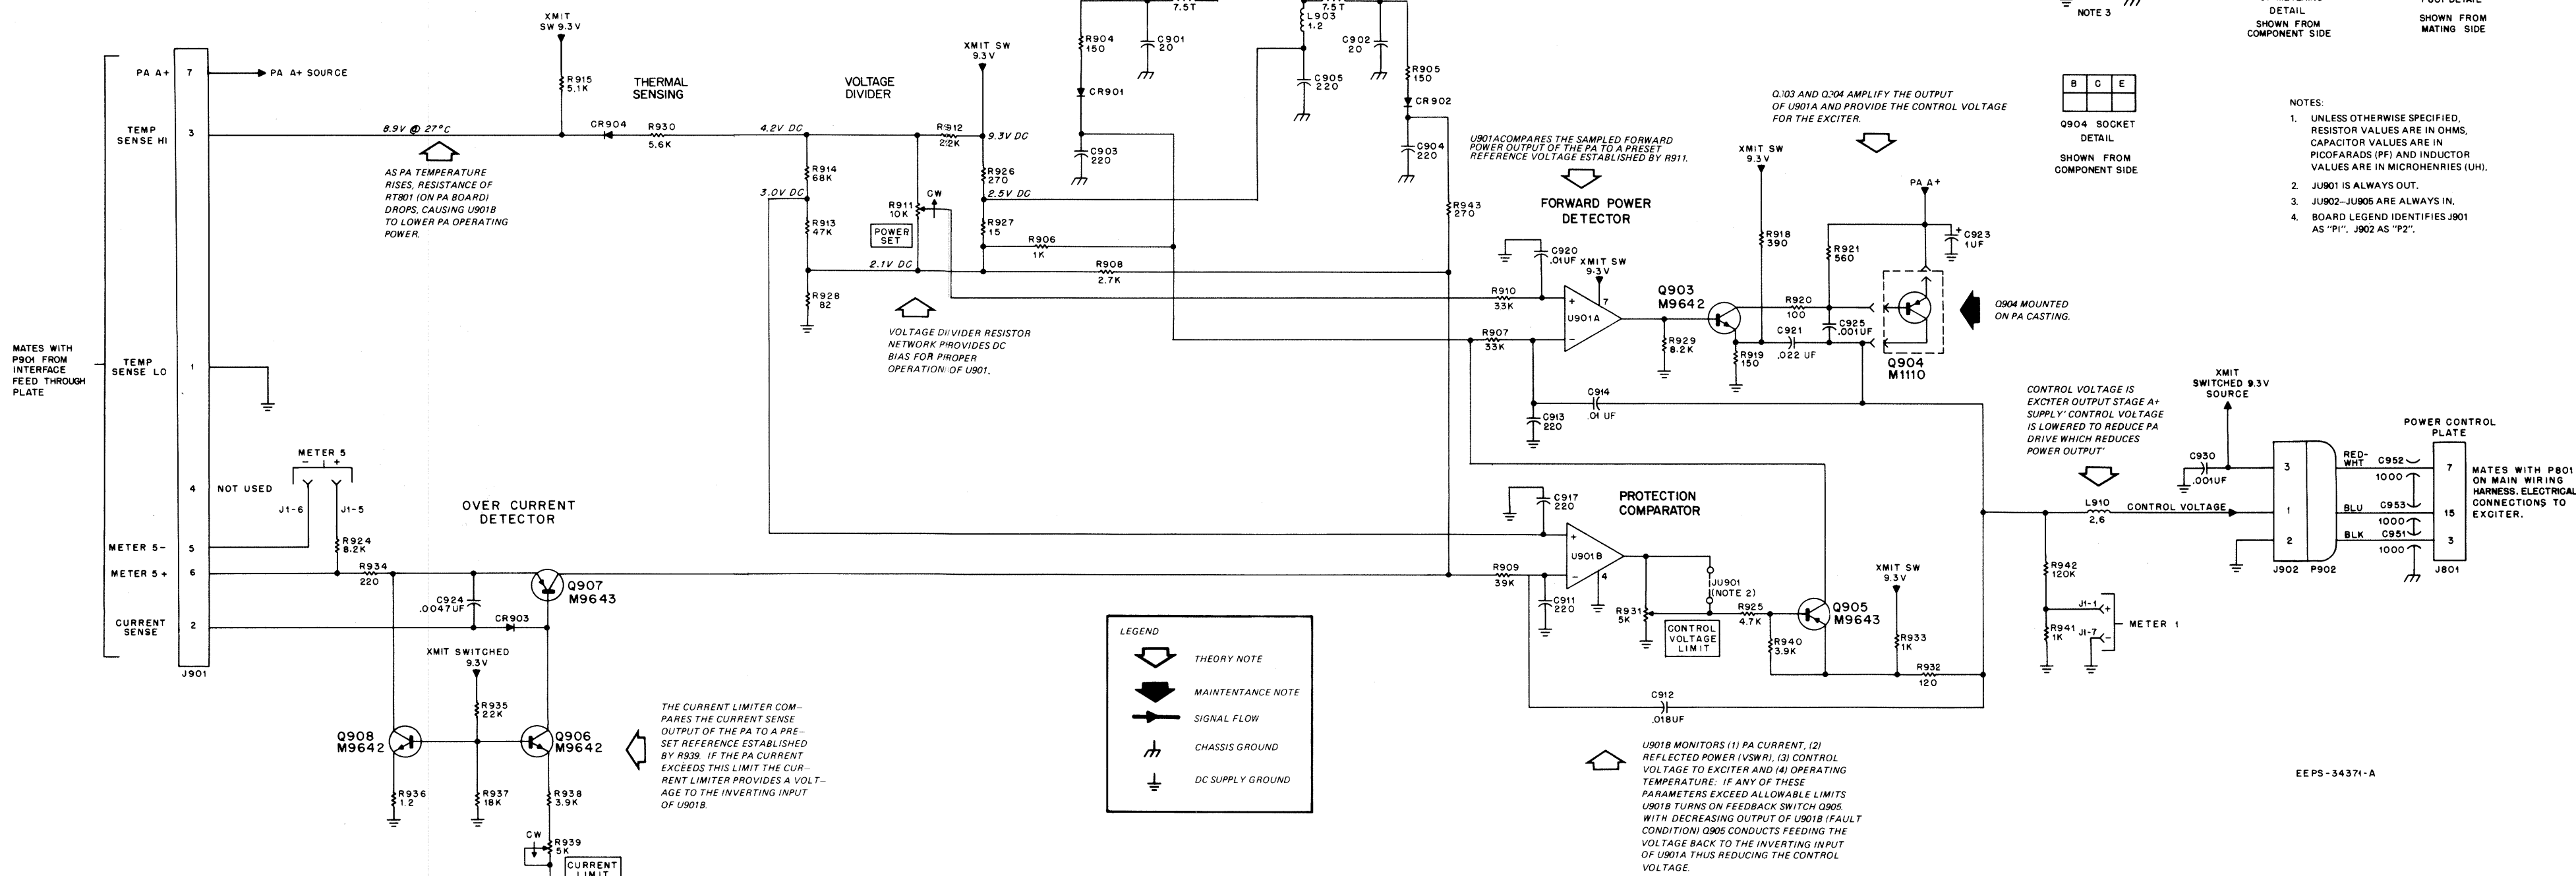 XMIT
SW 9.3V
PA A+
7
PA A+ SOURCE
TEMP
SENSE HI
3
8.9V @ 27°C
R915
5.1K
THERMAL
SENSING
CR904
R930
5.6K
AS PA TEMPERATURE
RISES, RESISTANCE OF
RT801 (ON PA BOARD)
DROPS, CAUSING U901B
TO LOWER PA OPERATING
POWER.
VOLTAGE
DIVIDER
XMIT SW
9.3V
4.2V DC
R912
2.2K
9.3V DC
R914
68K
3.0V DC
R913
47K
R911
10K
CW
POWER
SET
R926
270
2.5V DC
R927
15
R906
1K
2.1V DC
R908
2.7K
R928
82
VOLTAGE DIVIDER RESISTOR
NETWORK PROVIDES DC
BIAS FOR PROPER
OPERATION OF U901.
7.5T
R904
150
C901
20
CR901
C903
220
7.5T
L903
1.2
C902
20
C905
220
R905
150
CR902
C904
220
R943
270
U901A COMPARES THE SAMPLED FORWARD
POWER OUTPUT OF THE PA TO A PRESET
REFERENCE VOLTAGE ESTABLISHED BY R911.
FORWARD POWER
DETECTOR
C920
.01UF
XMIT SW
9.3V
R910
33K
+
7
U901A
-
R907
33K
C914
.01 UF
C913
220
Q903 AND Q904 AMPLIFY THE OUTPUT
OF U901A AND PROVIDE THE CONTROL VOLTAGE
FOR THE EXCITER.
XMIT SW
9.3V
PA A+
R918
390
R921
560
+
C923
1UF
Q903
M9642
R920
100
C921
.022 UF
C925
.001UF
R929
8.2K
R919
150
Q904
M1110
Q904 MOUNTED
ON PA CASTING.
NOTE 3
DETAIL
SHOWN FROM
COMPONENT SIDE
SHOWN FROM
MATING SIDE
B C E
Q904 SOCKET
DETAIL
SHOWN FROM
COMPONENT SIDE
NOTES:
1. UNLESS OTHERWISE SPECIFIED,
RESISTOR VALUES ARE IN OHMS,
CAPACITOR VALUES ARE IN
PICOFARADS (PF) AND INDUCTOR
VALUES ARE IN MICROHENRIES (UH).
2. JU901 IS ALWAYS OUT.
3. JU902-JU905 ARE ALWAYS IN.
4. BOARD LEGEND IDENTIFIES J901
AS "P1". J902 AS "P2".
MATES WITH
P901 FROM
INTERFACE
FEED THROUGH
PLATE
TEMP
SENSE LO
1
METER 5
- +
4 NOT USED
J1-6
J1-5
METER 5-
5
R924
8.2K
METER 5+
6
R934
220
CURRENT
SENSE
2
J901
OVER CURRENT
DETECTOR
C924
.0047UF
Q907
M9643
CR903
XMIT SWITCHED
9.3V
R935
22K
Q908
M9642
Q906
M9642
R936
1.2
R937
18K
R938
3.9K
CW
R939
5K
CURRENT
LIMIT
THE CURRENT LIMITER COM-
PARES THE CURRENT SENSE
OUTPUT OF THE PA TO A PRE-
SET REFERENCE ESTABLISHED
BY R939. IF THE PA CURRENT
EXCEEDS THIS LIMIT THE CUR-
RENT LIMITER PROVIDES A VOLT-
AGE TO THE INVERTING INPUT
OF U901B.
LEGEND
THEORY NOTE
MAINTENTANCE NOTE
SIGNAL FLOW
CHASSIS GROUND
DC SUPPLY GROUND
C917
220
PROTECTION
COMPARATOR
+
U901B
-
4
R909
39K
C911
220
JU901
(NOTE 2)
R931
5K
CONTROL
VOLTAGE
LIMIT
R925
4.7K
Q905
M9643
R940
3.9K
XMIT SW
9.3V
R933
1K
R932
120
C912
.018UF
U901B MONITORS (1) PA CURRENT, (2)
REFLECTED POWER (VSWR), (3) CONTROL
VOLTAGE TO EXCITER AND (4) OPERATING
TEMPERATURE: IF ANY OF THESE
PARAMETERS EXCEED ALLOWABLE LIMITS
U901B TURNS ON FEEDBACK SWITCH Q905.
WITH DECREASING OUTPUT OF U901B (FAULT
CONDITION) Q905 CONDUCTS FEEDING THE
VOLTAGE BACK TO THE INVERTING INPUT
OF U901A THUS REDUCING THE CONTROL
VOLTAGE.
CONTROL VOLTAGE IS
EXCITER OUTPUT STAGE A+
SUPPLY' CONTROL VOLTAGE
IS LOWERED TO REDUCE PA
DRIVE WHICH REDUCES
POWER OUTPUT'
L910
2.6
CONTROL VOLTAGE
R942
120K
R941
1K
J1-1
+
J1-7
-
METER 1
XMIT
SWITCHED 9.3V
SOURCE
C930
.001UF
3
1
2
J902 P902
RED-
WHT
BLU
BLK
C952
1000
C953
1000
C951
1000
POWER CONTROL
PLATE
7
15
3
J801
MATES WITH P801
ON MAIN WIRING
HARNESS. ELECTRICAL
CONNECTIONS TO
EXCITER.
EEPS-34371-A